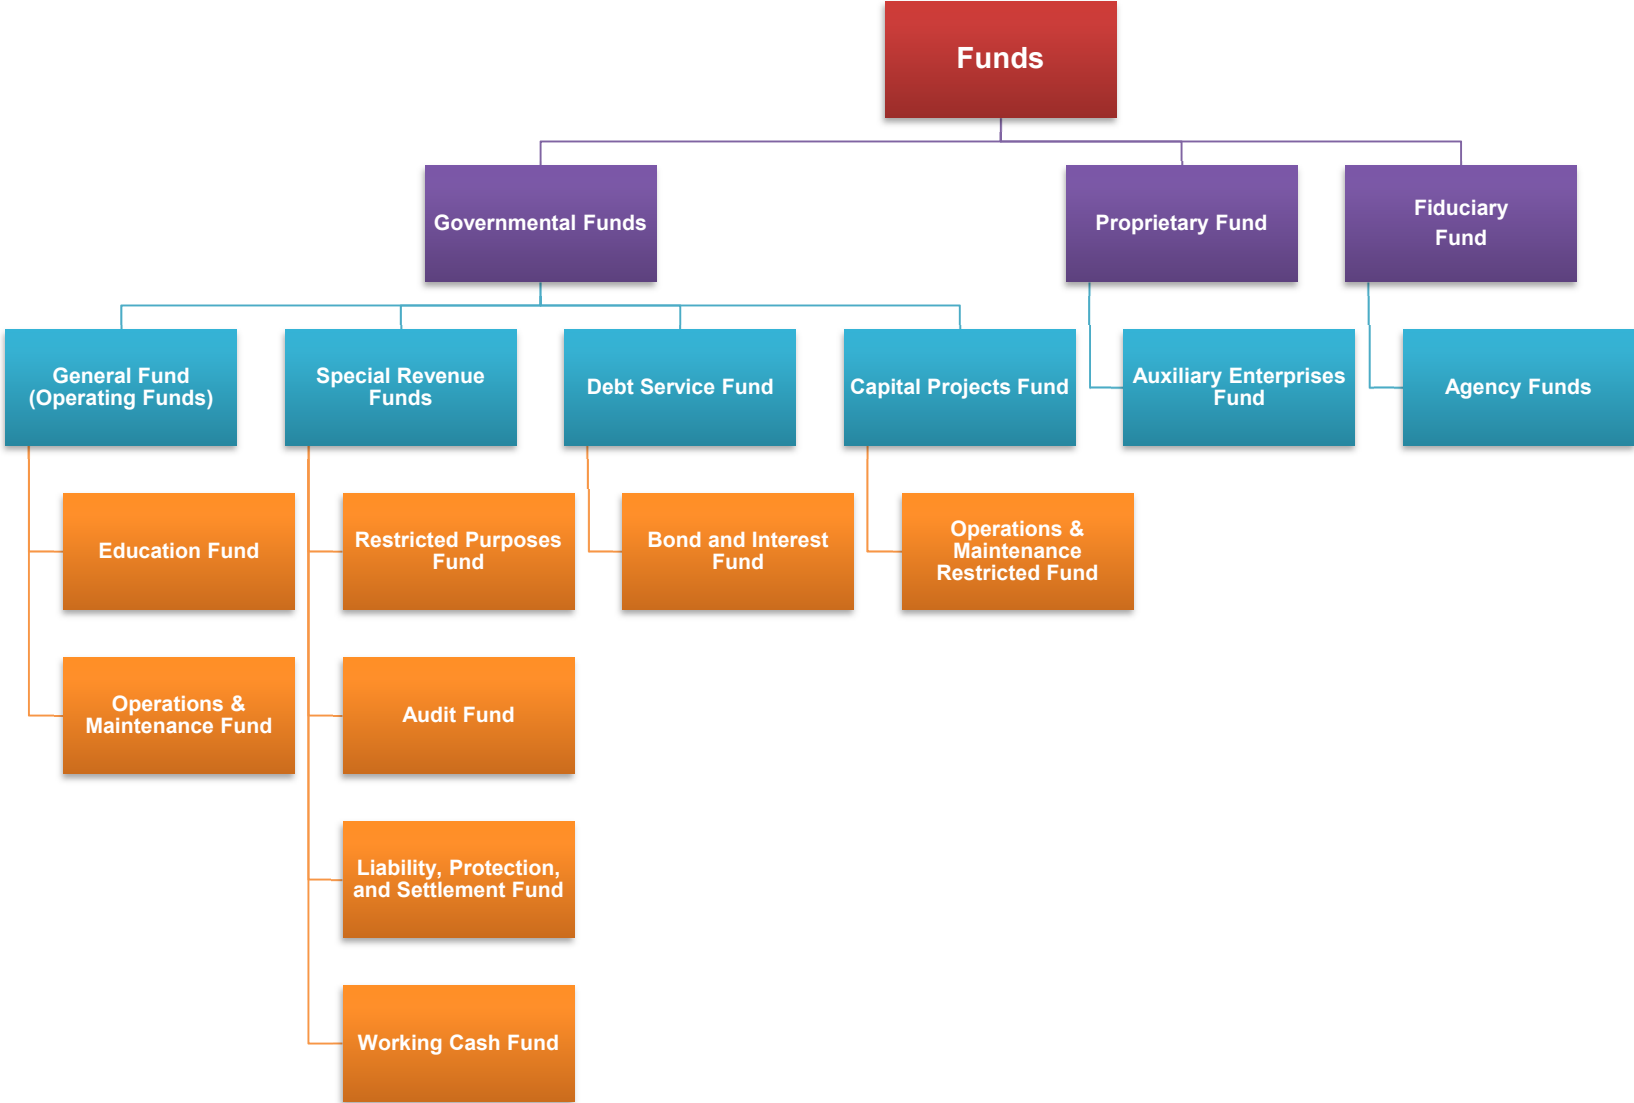 Funds
Governmental Funds
Proprietary Fund
Fiduciary
Fund
General Fund
(Operating Funds)
Special Revenue
Funds
Debt Service Fund
Capital Projects Fund
Auxiliary Enterprises
Fund
Agency Funds
Education Fund
Restricted Purposes
Fund
Bond and Interest
Fund
Operations &
Maintenance
Restricted Fund
Operations &
Maintenance Fund
Audit Fund
Liability, Protection,
and Settlement Fund
Working Cash Fund